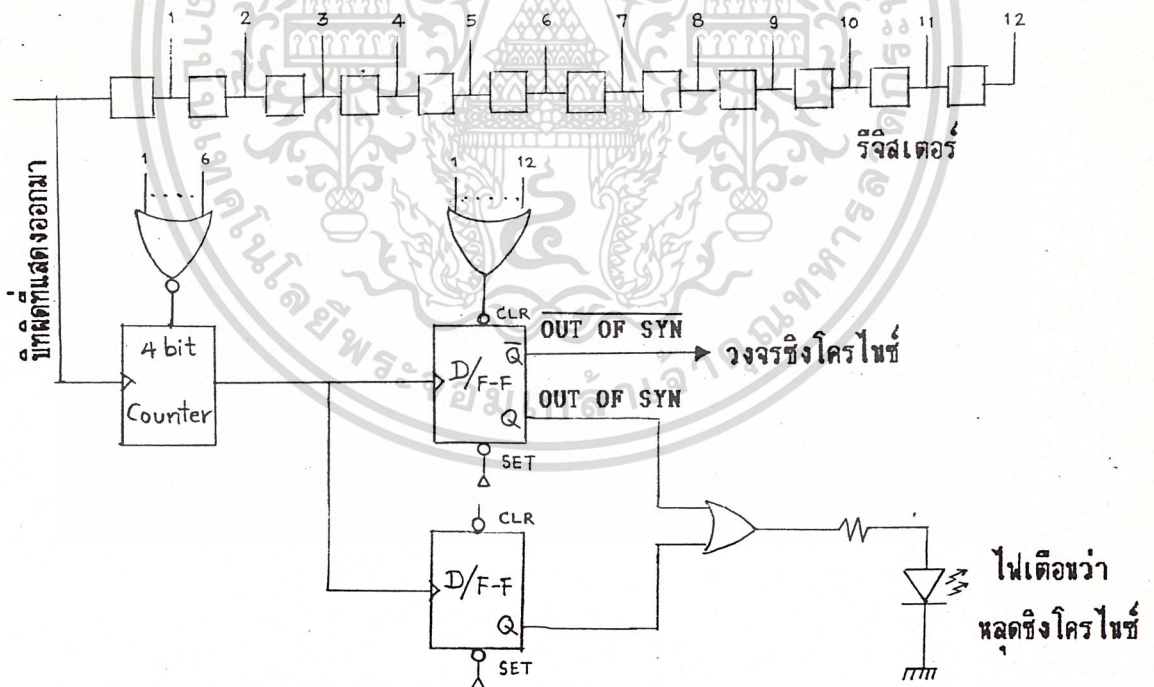 1 2 3 4 5 6 7 8 9 10 11 12
รีจิสเตอร์
บิทผิดที่แสดงออกมา
1 6
1 12
4 bit
Counter
CLR
D/F-F
Q̅
Q
SET
O̅U̅T̅ ̅O̅F̅ ̅S̅Y̅N̅
OUT OF SYN
วงจรซิงโครไนซ์
CLR
D/F-F
Q
SET
ไฟเตือนว่า
หลุดซิงโครไนซ์